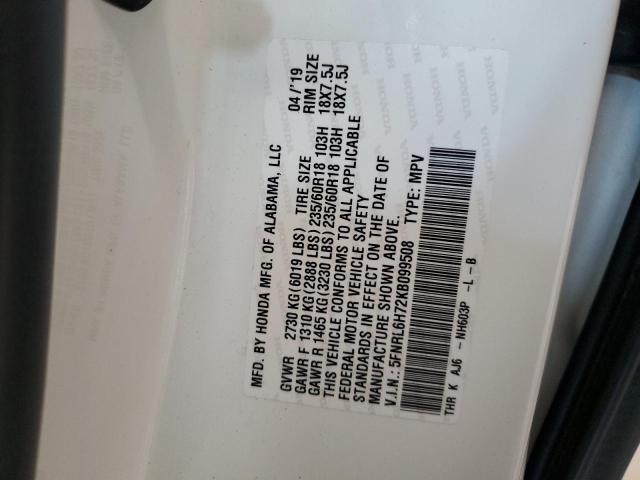 MFD. BY HONDA MFG. OF ALABAMA, LLC 04/'19
GVWR 2730 KG (6019 LBS) TIRE SIZE RIM SIZE
GAWR F 1310 KG (2888 LBS) 235/60R18 103H 18X7.5J
GAWR R 1465 KG (3230 LBS) 235/60R18 103H 18X7.5J
THIS VEHICLE CONFORMS TO ALL APPLICABLE
FEDERAL MOTOR VEHICLE SAFETY
STANDARDS IN EFFECT ON THE DATE OF
MANUFACTURE SHOWN ABOVE.
V.I.N.: 5FNRL6H72KB099508 TYPE: MPV
THR K AJ6 - NH603P -L -B
HONDA